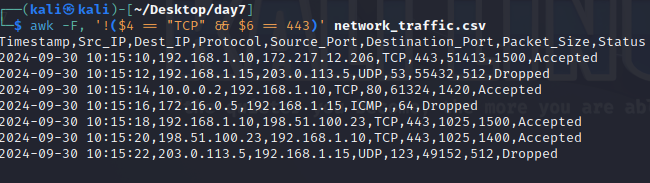 ┌──(kali㉿kali)-[~/Desktop/day7]
└─$ awk -F, '!($4 == "TCP" && $6 == 443)' network_traffic.csv
Timestamp,Src_IP,Dest_IP,Protocol,Source_Port,Destination_Port,Packet_Size,Status
2024-09-30 10:15:10,192.168.1.10,172.217.12.206,TCP,443,51413,1500,Accepted
2024-09-30 10:15:12,192.168.1.15,203.0.113.5,UDP,53,55432,512,Dropped
2024-09-30 10:15:14,10.0.0.2,192.168.1.10,TCP,80,61324,1420,Accepted
2024-09-30 10:15:16,172.16.0.5,192.168.1.15,ICMP,,64,Dropped more you are ab
2024-09-30 10:15:18,192.168.1.10,198.51.100.23,TCP,443,1025,1500,Accepted
2024-09-30 10:15:20,198.51.100.23,192.168.1.10,TCP,443,1025,1400,Accepted
2024-09-30 10:15:22,203.0.113.5,192.168.1.15,UDP,123,49152,512,Dropped